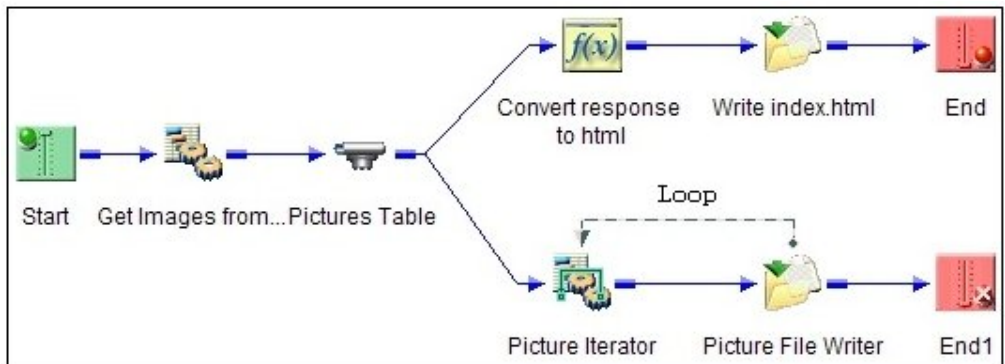 f(x)
Convert response
to html
Write index.html
End
Start
Get Images from...
Pictures Table
Loop
Picture Iterator
Picture File Writer
End1